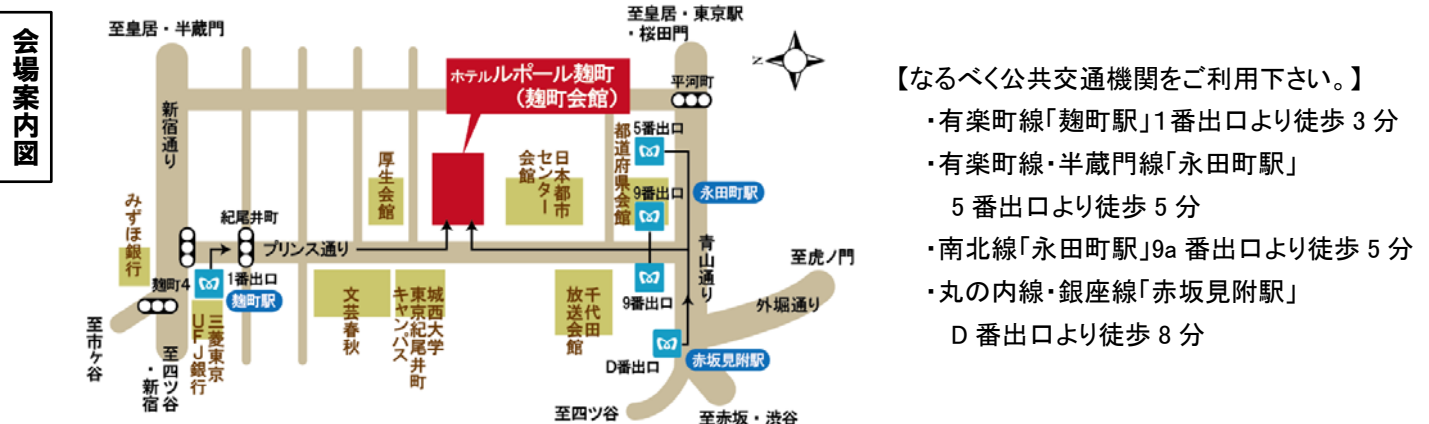 会場案内図
至皇居・半蔵門
至皇居・東京駅
・桜田門
N
ホテルルポール麹町
(麹町会館)
平河町
新宿通り
都道府県会館
5番出口
厚生会館
日本都市
センター
会館
9番出口
永田町駅
みずほ銀行
紀尾井町
プリンス通り
青山通り
至虎ノ門
麹町4
1番出口
麹町駅
文芸春秋
城西大学
東京紀尾井町
キャンパス
千代田
放送会館
9番出口
外堀通り
至市ケ谷
三菱東京
UFJ銀行
至四ツ谷
・新宿
D番出口
赤坂見附駅
至四ツ谷
至赤坂・渋谷
【なるべく公共交通機関をご利用下さい。】
・有楽町線「麹町駅」1番出口より徒歩 3 分
・有楽町線・半蔵門線「永田町駅」
5 番出口より徒歩 5 分
・南北線「永田町駅」9a 番出口より徒歩 5 分
・丸の内線・銀座線「赤坂見附駅」
D 番出口より徒歩 8 分